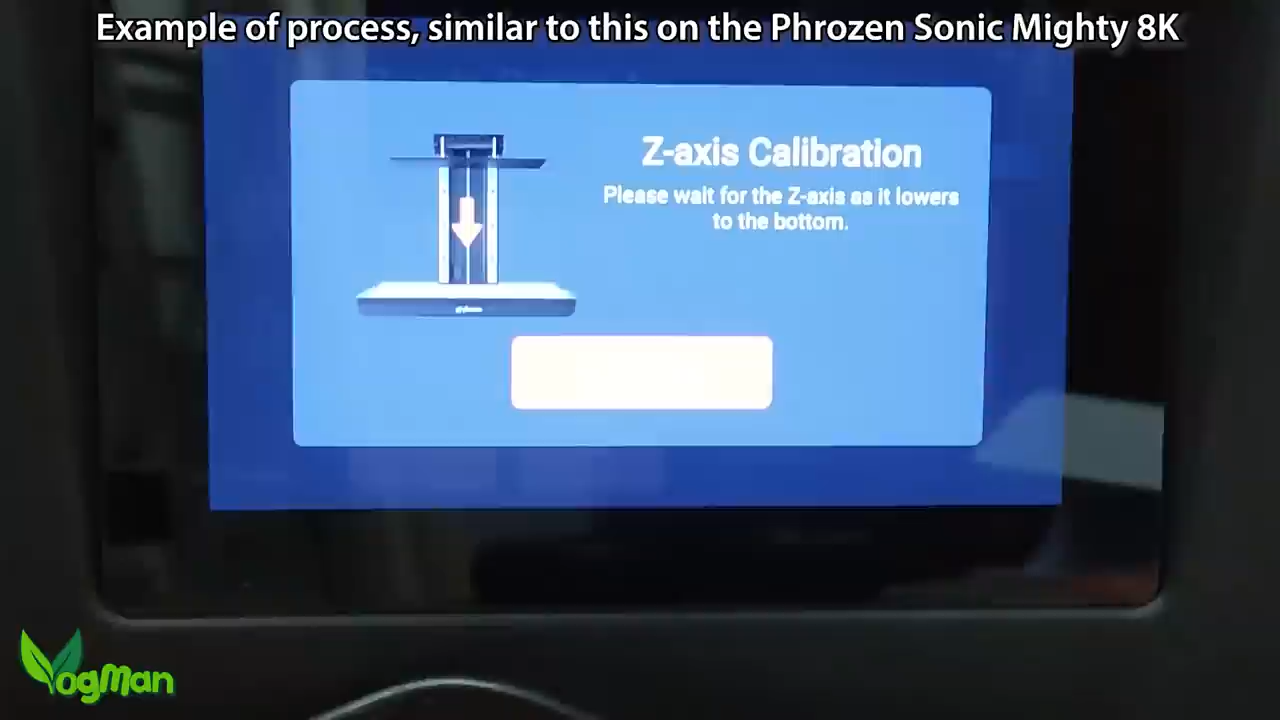 Example of process, similar to this on the Phrozen Sonic Mighty 8K
Z-axis Calibration
Please wait for the Z-axis as it lowers
to the bottom.
VogMan